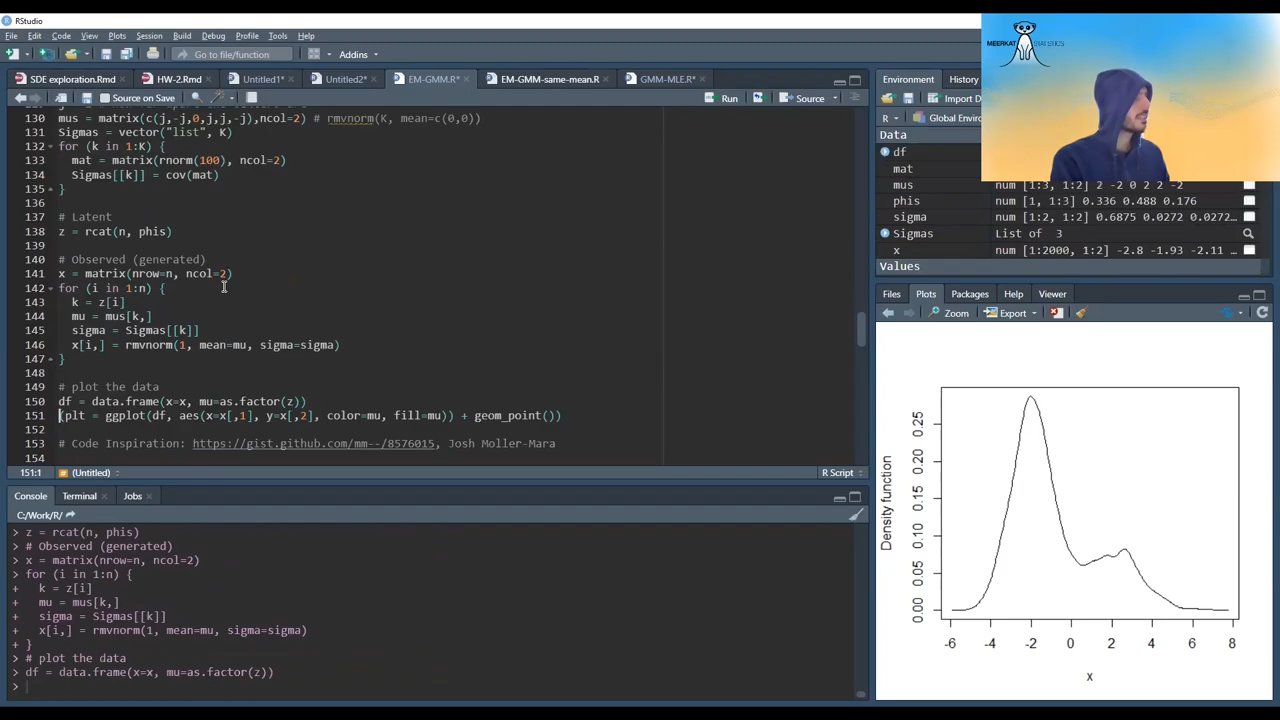 RStudio
File Edit Code View Plots Session Build Debug Profile Tools Help
Go to file/function Addins
SDE exploration.Rmd HW-2.Rmd Untitled1* Untitled2* EM-GMM.R* EM-GMM-same-mean.R GMM-MLE.R*
Source on Save Run Source
130 mus = matrix(c(j,-j,0,j,j,-j),ncol=2) # rmvnorm(K, mean=c(0,0))
131 Sigmas = vector("list", K)
132 for (k in 1:K) {
133 mat = matrix(rnorm(100), ncol=2)
134 Sigmas[[k]] = cov(mat)
135 }
136
137 # Latent
138 z = rcat(n, phis)
139
140 # Observed (generated)
141 x = matrix(nrow=n, ncol=2)
142 for (i in 1:n) {
143 k = z[i]
144 mu = mus[k,]
145 sigma = Sigmas[[k]]
146 x[i,] = rmvnorm(1, mean=mu, sigma=sigma)
147 }
148
149 # plot the data
150 df = data.frame(x=x, mu=as.factor(z))
151 (plt = ggplot(df, aes(x=x[,1], y=x[,2], color=mu, fill=mu)) + geom_point())
152
153 # Code Inspiration: https://gist.github.com/mm--/8576015, Josh Moller-Mara
154
151:1 (Untitled) R Script
Console Terminal Jobs
C:/Work/R/
> z = rcat(n, phis)
> # Observed (generated)
> x = matrix(nrow=n, ncol=2)
> for (i in 1:n) {
+ k = z[i]
+ mu = mus[k,]
+ sigma = Sigmas[[k]]
+ x[i,] = rmvnorm(1, mean=mu, sigma=sigma)
+ }
> # plot the data
> df = data.frame(x=x, mu=as.factor(z))
>
MEERKAT
STATISTICS
Environment History
Import Da
R Global Enviro
Data
df
mat
mus num [1:3, 1:2] 2 -2 0 2 2 -2
phis num [1, 1:3] 0.336 0.488 0.176
sigma num [1:2, 1:2] 0.6875 0.0272 0.0272…
Sigmas List of 3
x num [1:2000, 1:2] -2.8 -1.93 -2.11
Values
Files Plots Packages Help Viewer
Zoom Export
Density function
0.00 0.05 0.10 0.15 0.20 0.25
-6 -4 -2 0 2 4 6 8
x